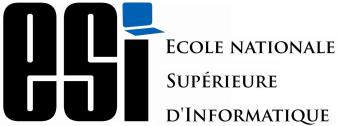 esi
Ecole nationale
Supérieure
d'Informatique